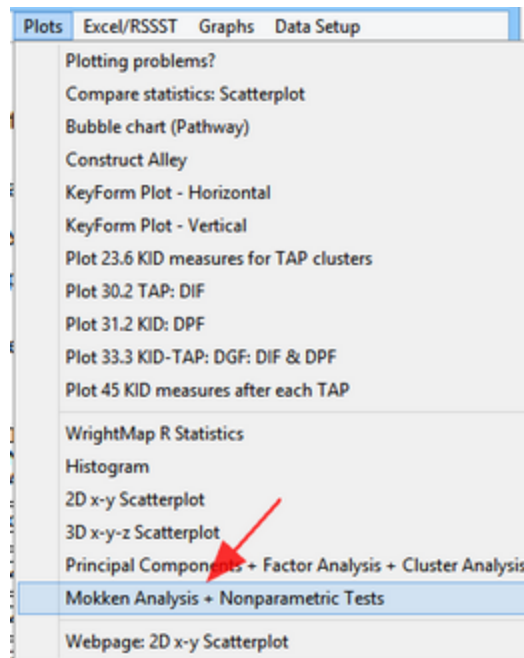 Plots Excel/RSSST Graphs Data Setup
Plotting problems?
Compare statistics: Scatterplot
Bubble chart (Pathway)
Construct Alley
KeyForm Plot - Horizontal
KeyForm Plot - Vertical
Plot 23.6 KID measures for TAP clusters
Plot 30.2 TAP: DIF
Plot 31.2 KID: DPF
Plot 33.3 KID-TAP: DGF: DIF & DPF
Plot 45 KID measures after each TAP
WrightMap R Statistics
Histogram
2D x-y Scatterplot
3D x-y-z Scatterplot
Principal Components + Factor Analysis + Cluster Analysis
Mokken Analysis + Nonparametric Tests
Webpage: 2D x-y Scatterplot